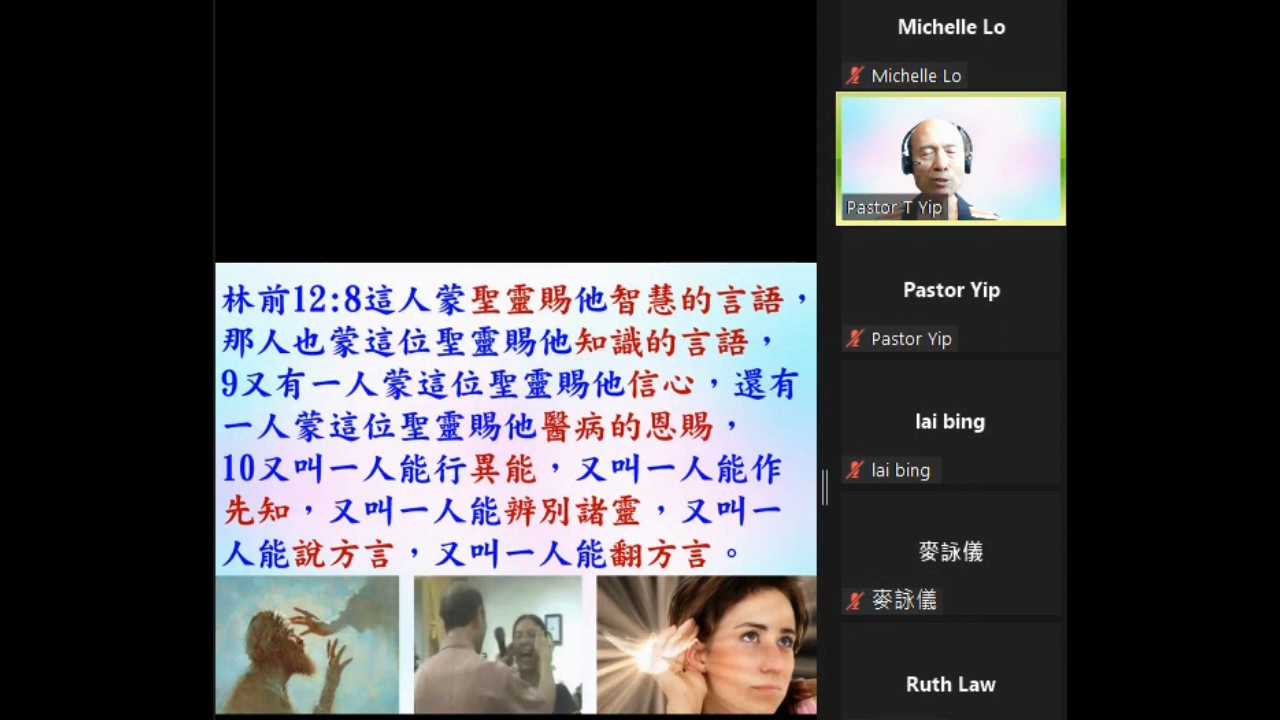 林前12:8這人蒙聖靈賜他智慧的言語，
那人也蒙這位聖靈賜他知識的言語，
9又有一人蒙這位聖靈賜他信心，還有
一人蒙這位聖靈賜他醫病的恩賜，
10又叫一人能行異能，又叫一人能作
先知，又叫一人能辨別諸靈，又叫一
人能說方言，又叫一人能翻方言。
Michelle Lo
Michelle Lo
Pastor T Yip
Pastor Yip
Pastor Yip
lai bing
lai bing
麥詠儀
麥詠儀
Ruth Law